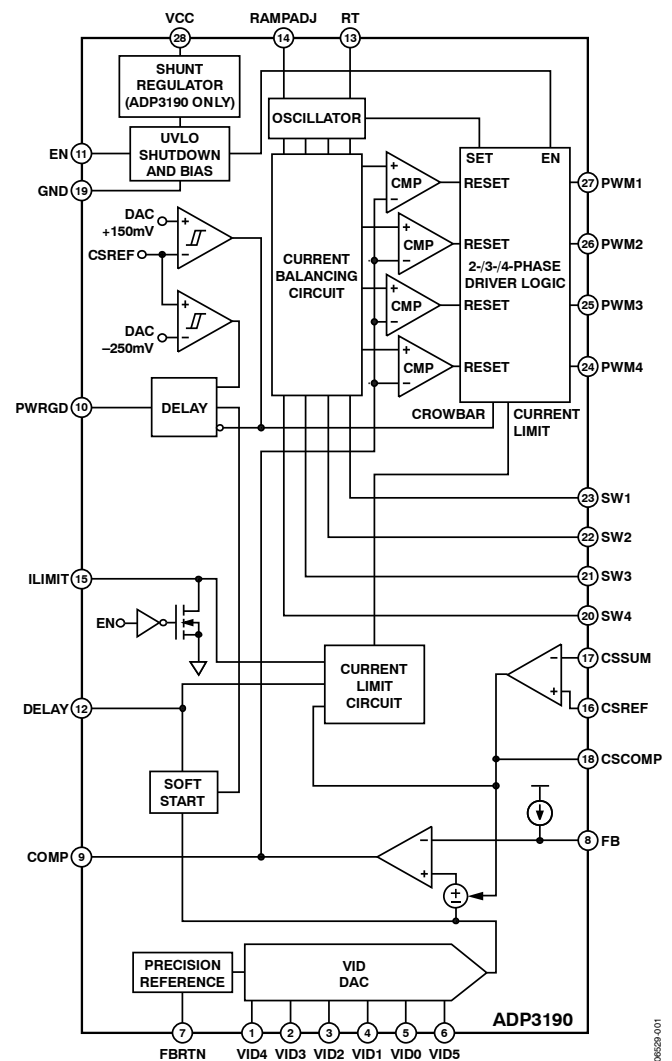 VCC
28
RAMPADJ
14
RT
13
SHUNT
REGULATOR
(ADP3190 ONLY)
OSCILLATOR
UVLO
SHUTDOWN
AND BIAS
EN 11
GND 19
SET
EN
CMP
RESET
27 PWM1
CMP
RESET
26 PWM2
CMP
RESET
25 PWM3
CMP
RESET
24 PWM4
2-/3-/4-PHASE
DRIVER LOGIC
CURRENT
BALANCING
CIRCUIT
DAC
+150mV
CSREF
DAC
–250mV
PWRGD 10
DELAY
CROWBAR
CURRENT
LIMIT
23 SW1
22 SW2
21 SW3
20 SW4
ILIMIT 15
EN
CURRENT
LIMIT
CIRCUIT
17 CSSUM
16 CSREF
18 CSCOMP
DELAY 12
SOFT
START
8 FB
COMP 9
PRECISION
REFERENCE
VID
DAC
ADP3190
7
1
2
3
4
5
6
FBRTN
VID4
VID3
VID2
VID1
VID0
VID5
06529-001